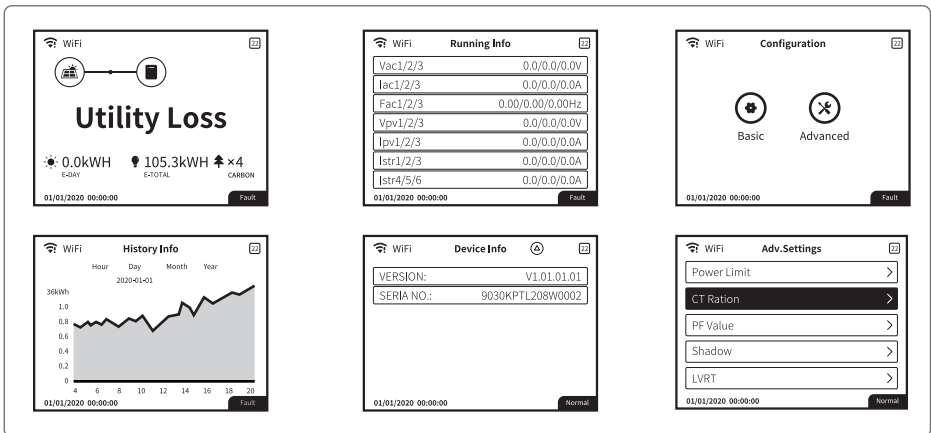 WiFi 22
Utility Loss
0.0kWH 105.3kWH ×4
E-DAY E-TOTAL CARBON
01/01/2020 00:00:00 Fault
WiFi Running Info 22
Vac1/2/3 0.0/0.0/0.0V
Iac1/2/3 0.0/0.0/0.0A
Fac1/2/3 0.00/0.00/0.00Hz
Vpv1/2/3 0.0/0.0/0.0V
Ipv1/2/3 0.0/0.0/0.0A
Istr1/2/3 0.0/0.0/0.0A
Istr4/5/6 0.0/0.0/0.0A
01/01/2020 00:00:00 Fault
WiFi Configuration 22
Basic Advanced
01/01/2020 00:00:00 Fault
WiFi History Info 22
Hour Day Month Year
2020-01-01
36kWh
1.0
0.8
0.6
0.4
0.2
0
4 6 8 10 12 14 16 18 20
01/01/2020 00:00:00 Fault
WiFi Device Info 22
VERSION: V1.01.01.01
SERIA NO.: 9030KPTL208W0002
01/01/2020 00:00:00 Normal
WiFi Adv.Settings 22
Power Limit >
CT Ration >
PF Value >
Shadow >
LVRT >
01/01/2020 00:00:00 Normal